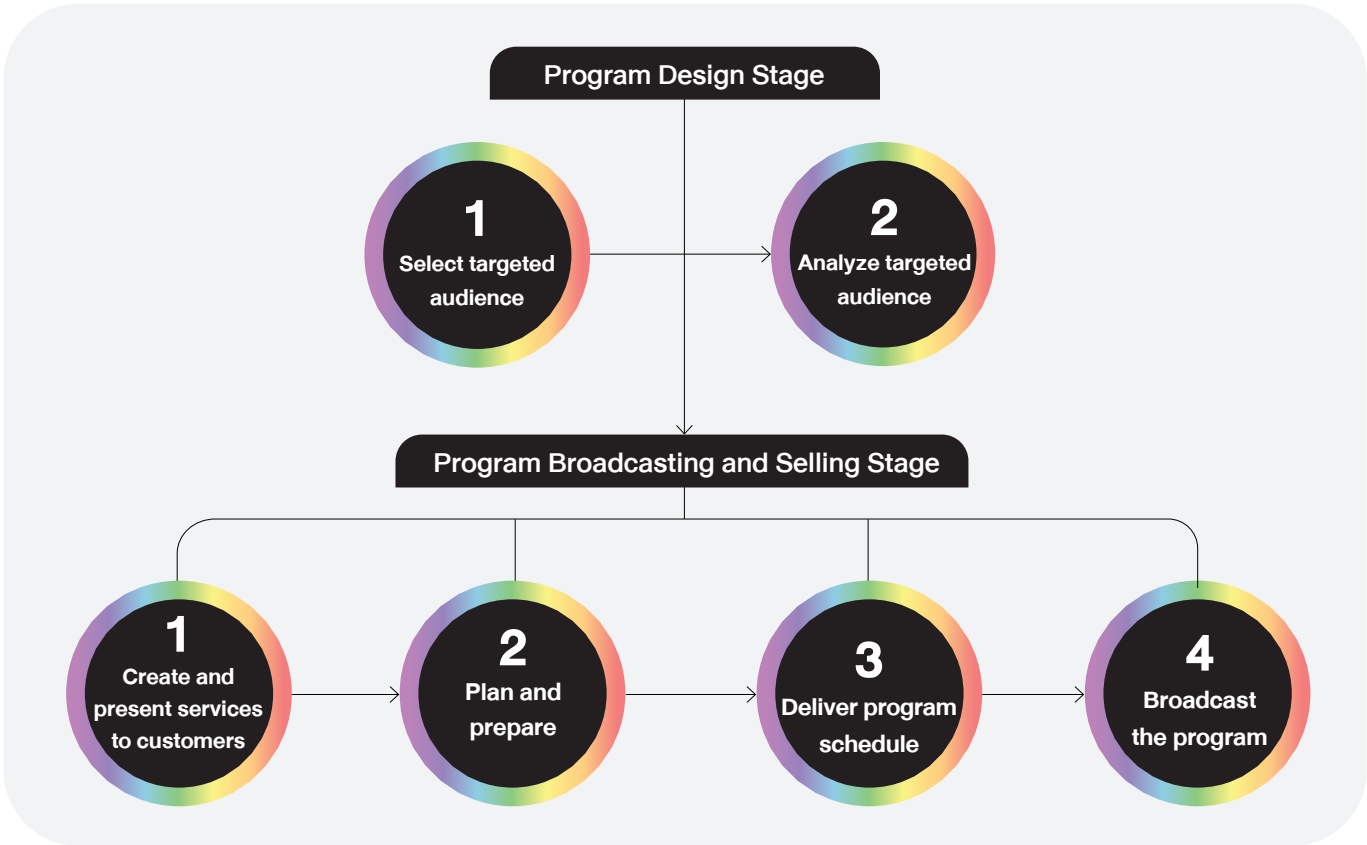 Program Design Stage
1
Select targeted
audience
2
Analyze targeted
audience
Program Broadcasting and Selling Stage
1
Create and
present services
to customers
2
Plan and
prepare
3
Deliver program
schedule
4
Broadcast
the program